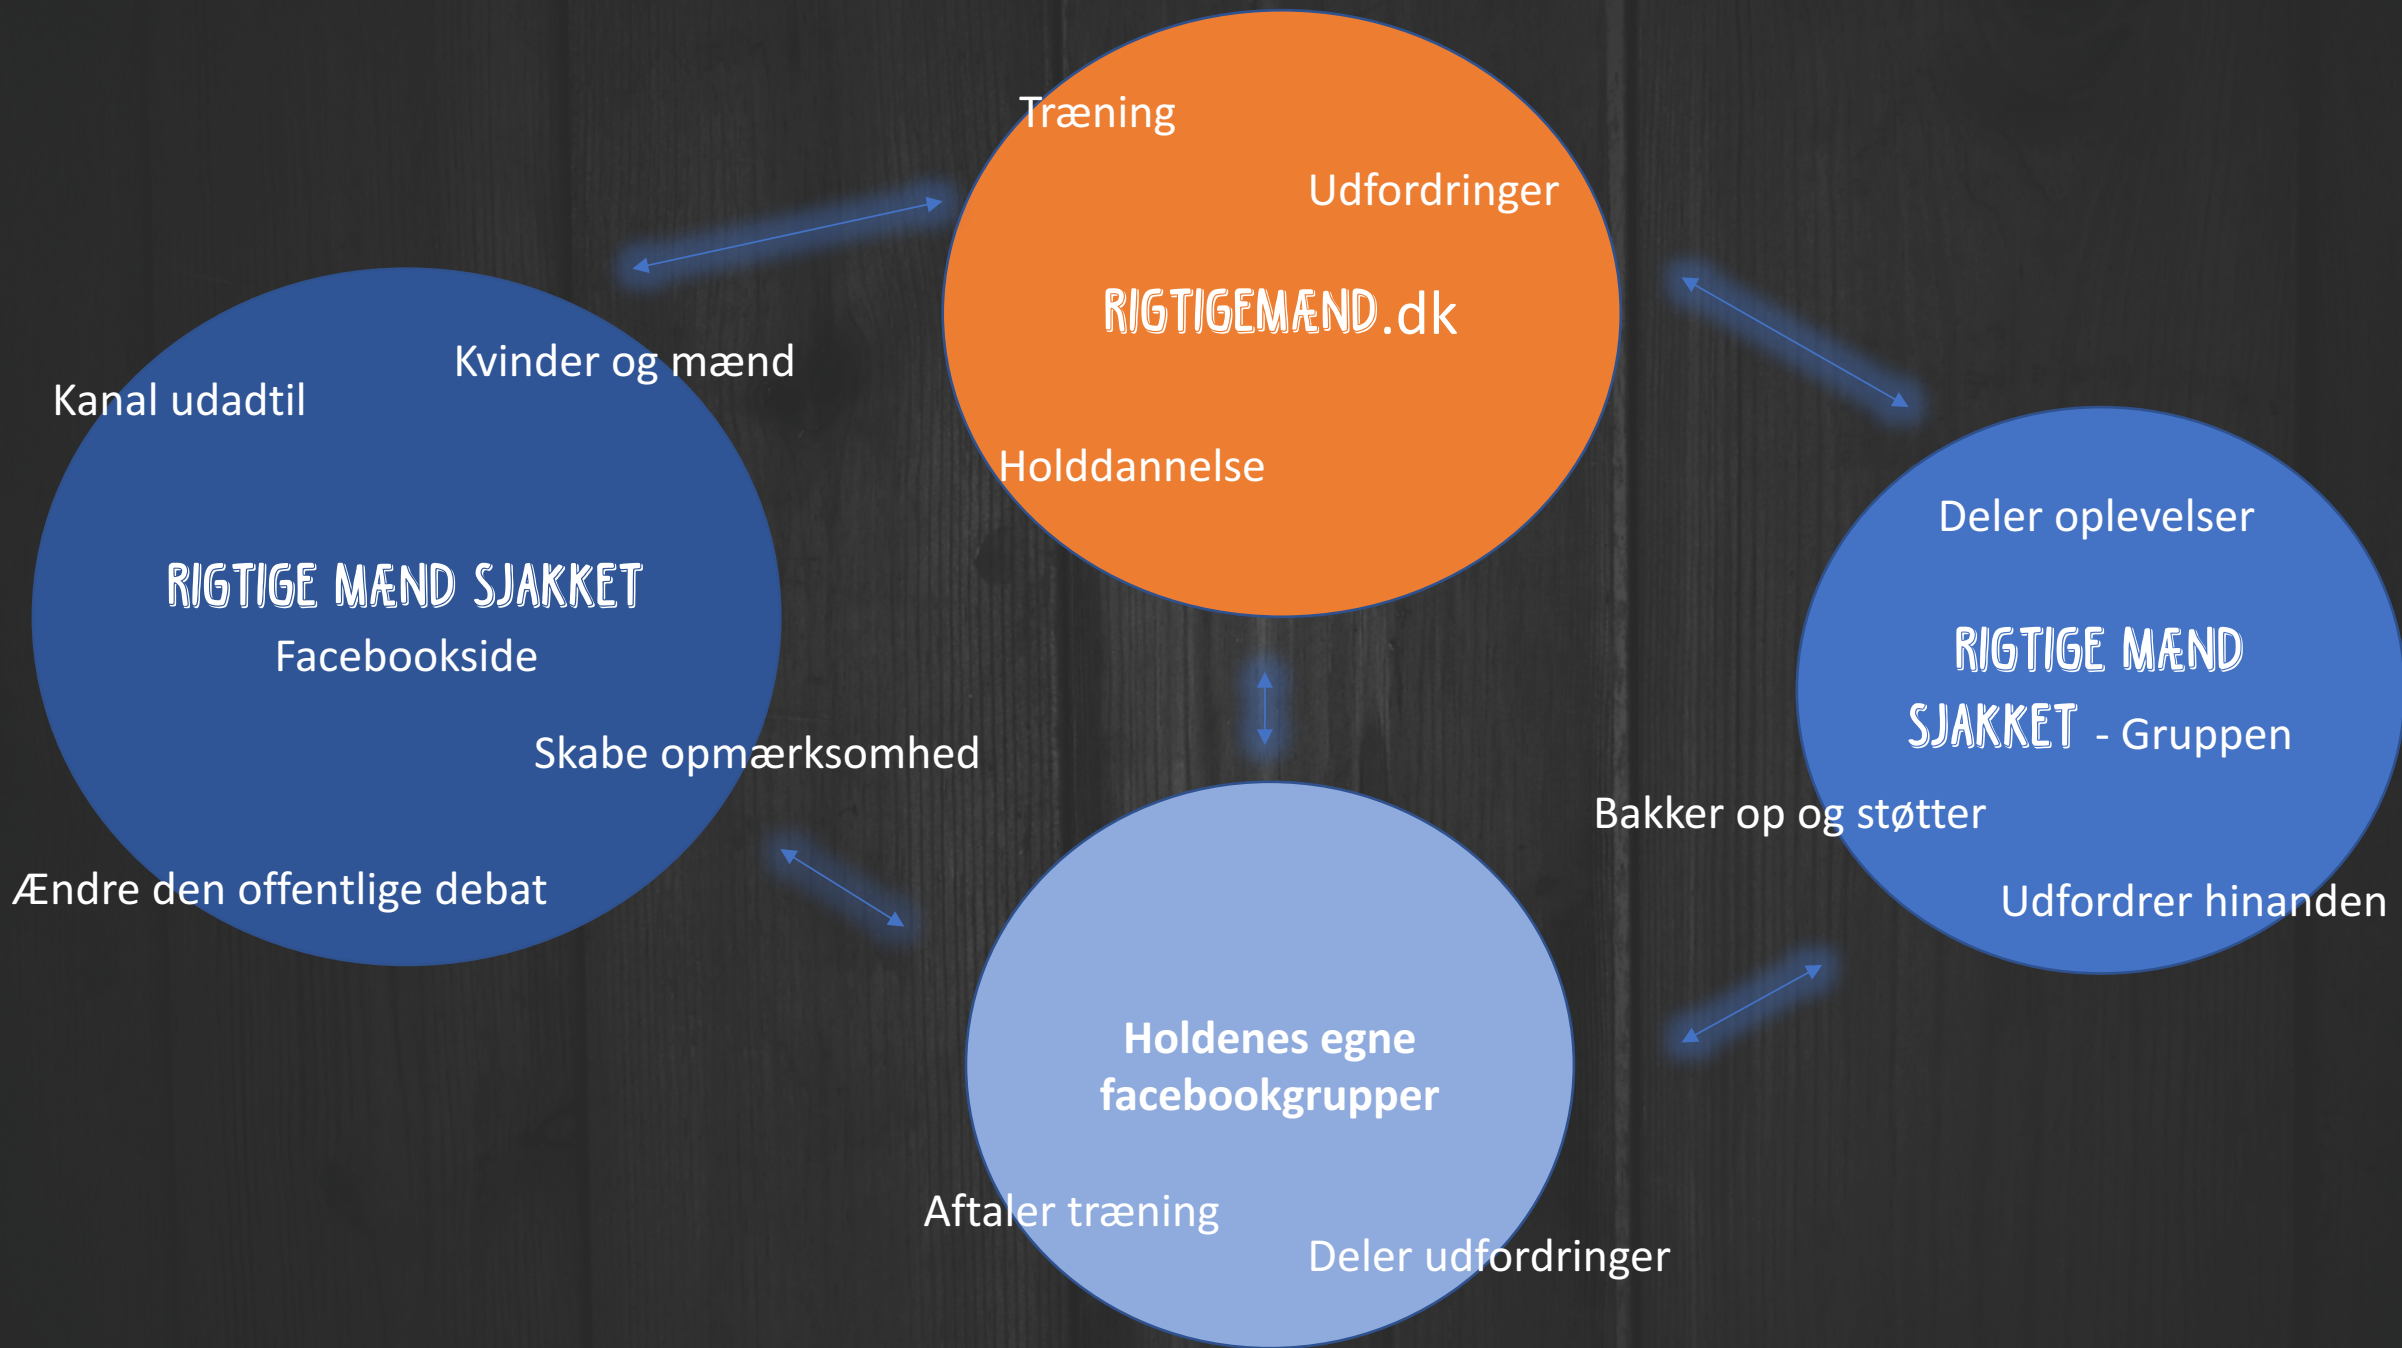 Træning
Udfordringer
RIGTIGEMÆND.dk
Holddannelse
Kvinder og mænd
Kanal udadtil
RIGTIGE MÆND SJAKKET
Facebookside
Skabe opmærksomhed
Ændre den offentlige debat
Deler oplevelser
RIGTIGE MÆND
SJAKKET - Gruppen
Bakker op og støtter
Udfordrer hinanden
Holdenes egne
facebookgrupper
Aftaler træning
Deler udfordringer